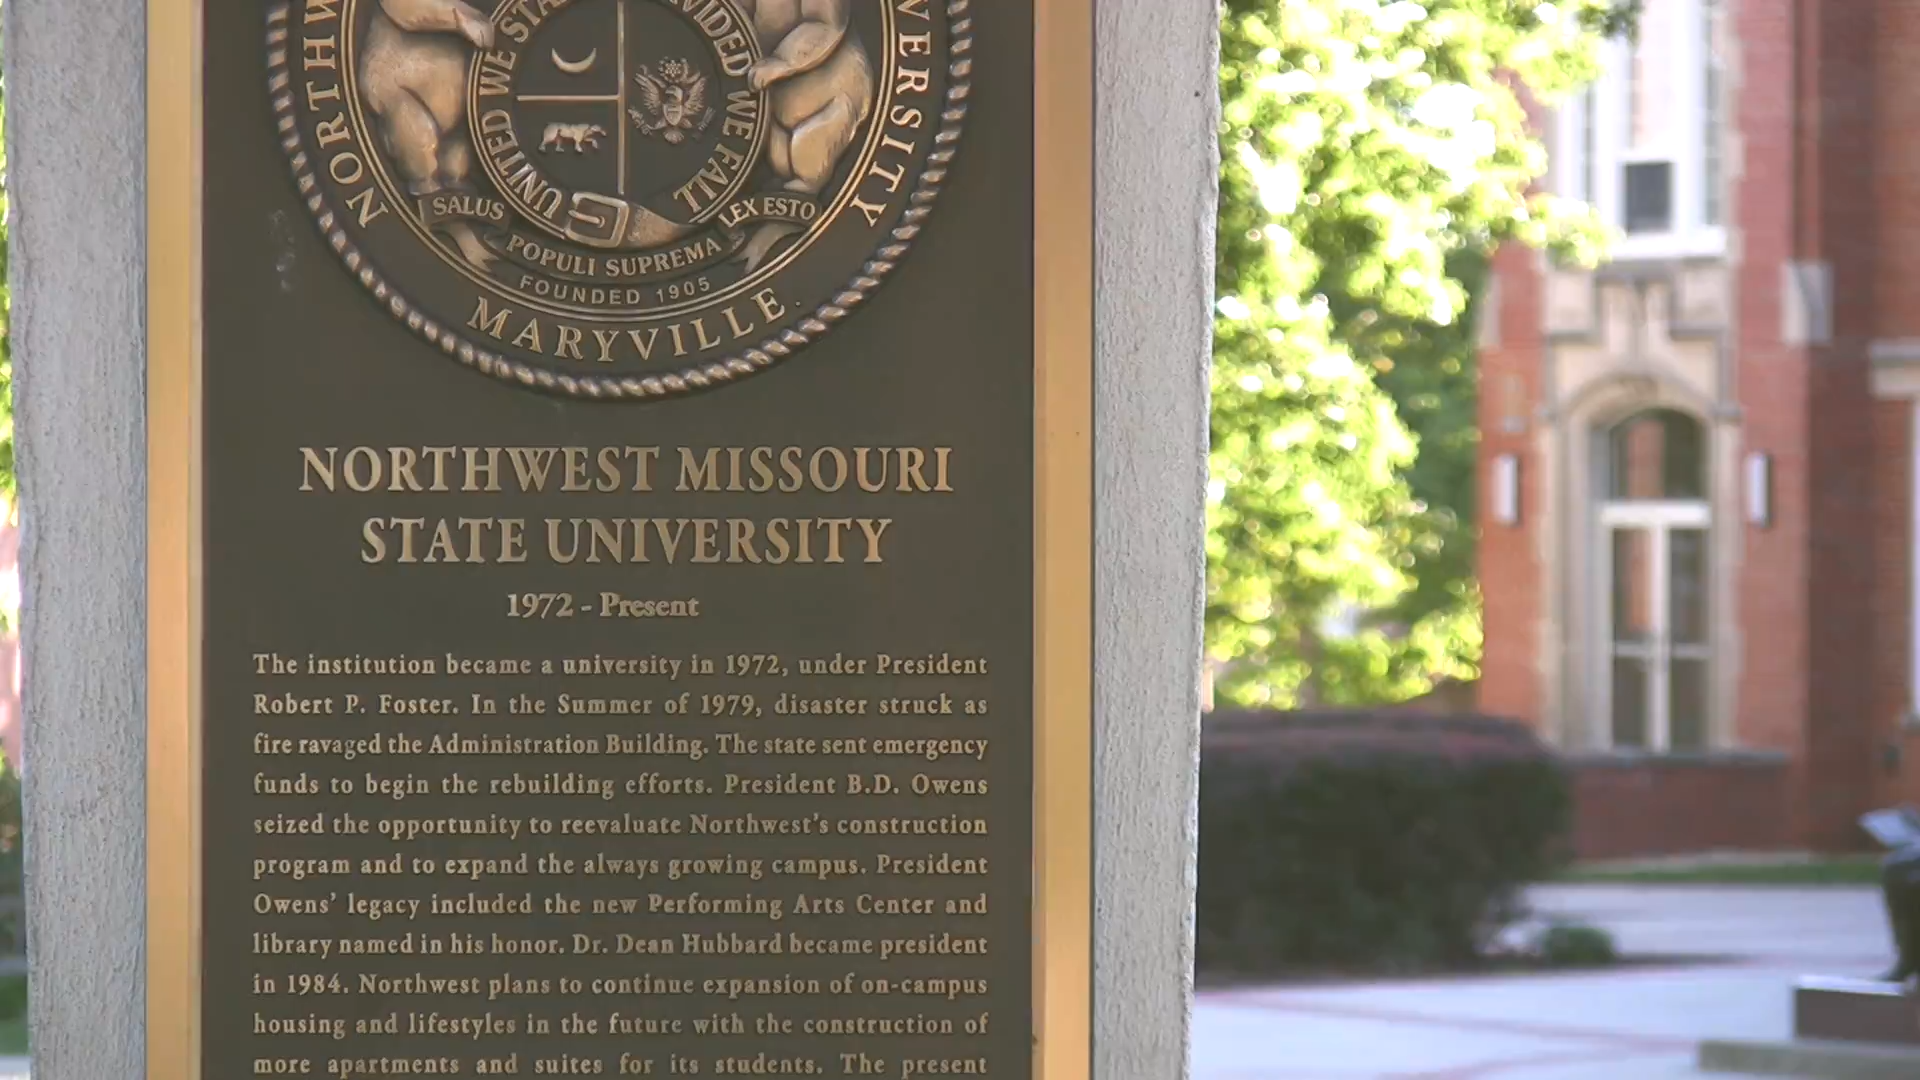 NORTHW
VERSITY
UNITED WE STA
VIDED WE FALL
SALUS
POPULI SUPREMA
LEX ESTO
FOUNDED 1905
MARYVILLE
NORTHWEST MISSOURI
STATE UNIVERSITY
1972 - Present
The institution became a university in 1972, under President
Robert P. Foster. In the Summer of 1979, disaster struck as
fire ravaged the Administration Building. The state sent emergency
funds to begin the rebuilding efforts. President B.D. Owens
seized the opportunity to reevaluate Northwest's construction
program and to expand the always growing campus. President
Owens' legacy included the new Performing Arts Center and
library named in his honor. Dr. Dean Hubbard became president
in 1984. Northwest plans to continue expansion of on-campus
housing and lifestyles in the future with the construction of
more apartments and suites for its students. The present